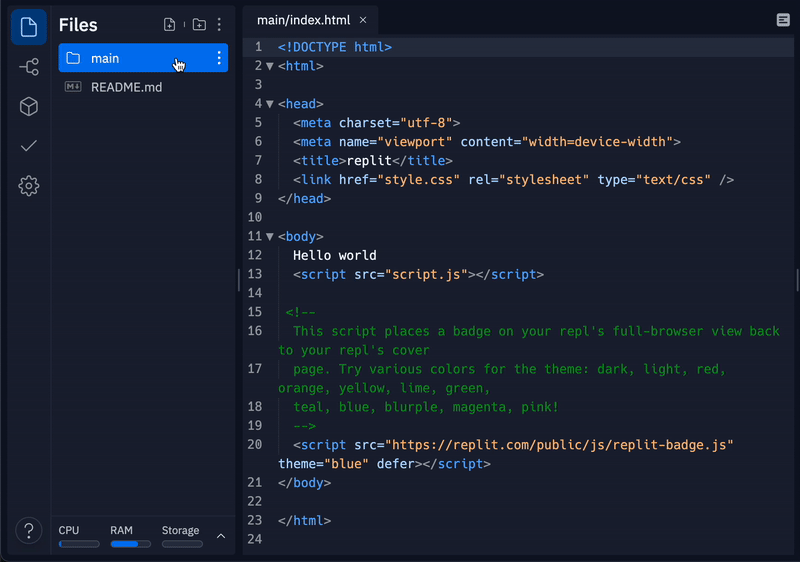 Files
main
README.md
CPU
RAM
Storage
main/index.html ×
1 <!DOCTYPE html>
2 <html>
3
4 <head>
5 <meta charset="utf-8">
6 <meta name="viewport" content="width=device-width">
7 <title>replit</title>
8 <link href="style.css" rel="stylesheet" type="text/css" />
9 </head>
10
11 <body>
12 Hello world
13 <script src="script.js"></script>
14
15 <!--
16 This script places a badge on your repl's full-browser view back
to your repl's cover
17 page. Try various colors for the theme: dark, light, red,
orange, yellow, lime, green,
18 teal, blue, blurple, magenta, pink!
19 -->
20 <script src="https://replit.com/public/js/replit-badge.js"
theme="blue" defer></script>
21 </body>
22
23 </html>
24